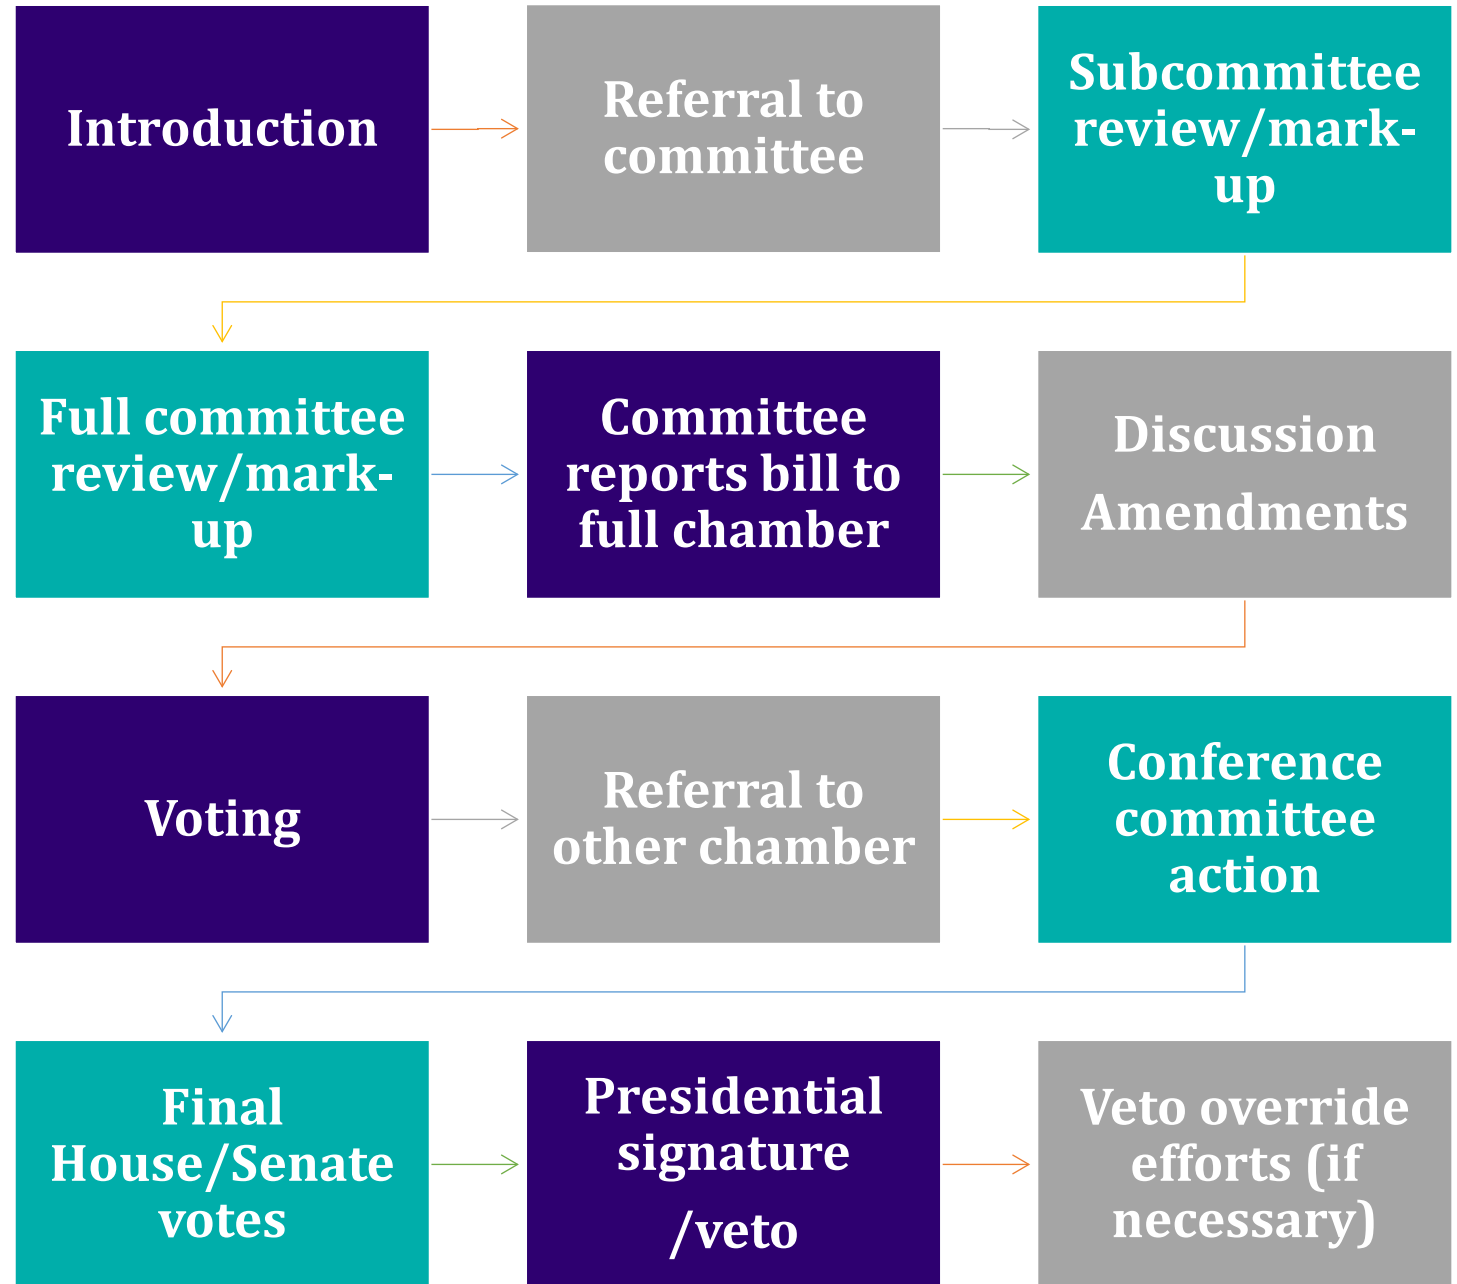 Introduction
Referral to
committee
Subcommittee
review/mark-
up
Full committee
review/mark-
up
Committee
reports bill to
full chamber
Discussion
Amendments
Voting
Referral to
other chamber
Conference
committee
action
Final
House/Senate
votes
Presidential
signature
/veto
Veto override
efforts (if
necessary)